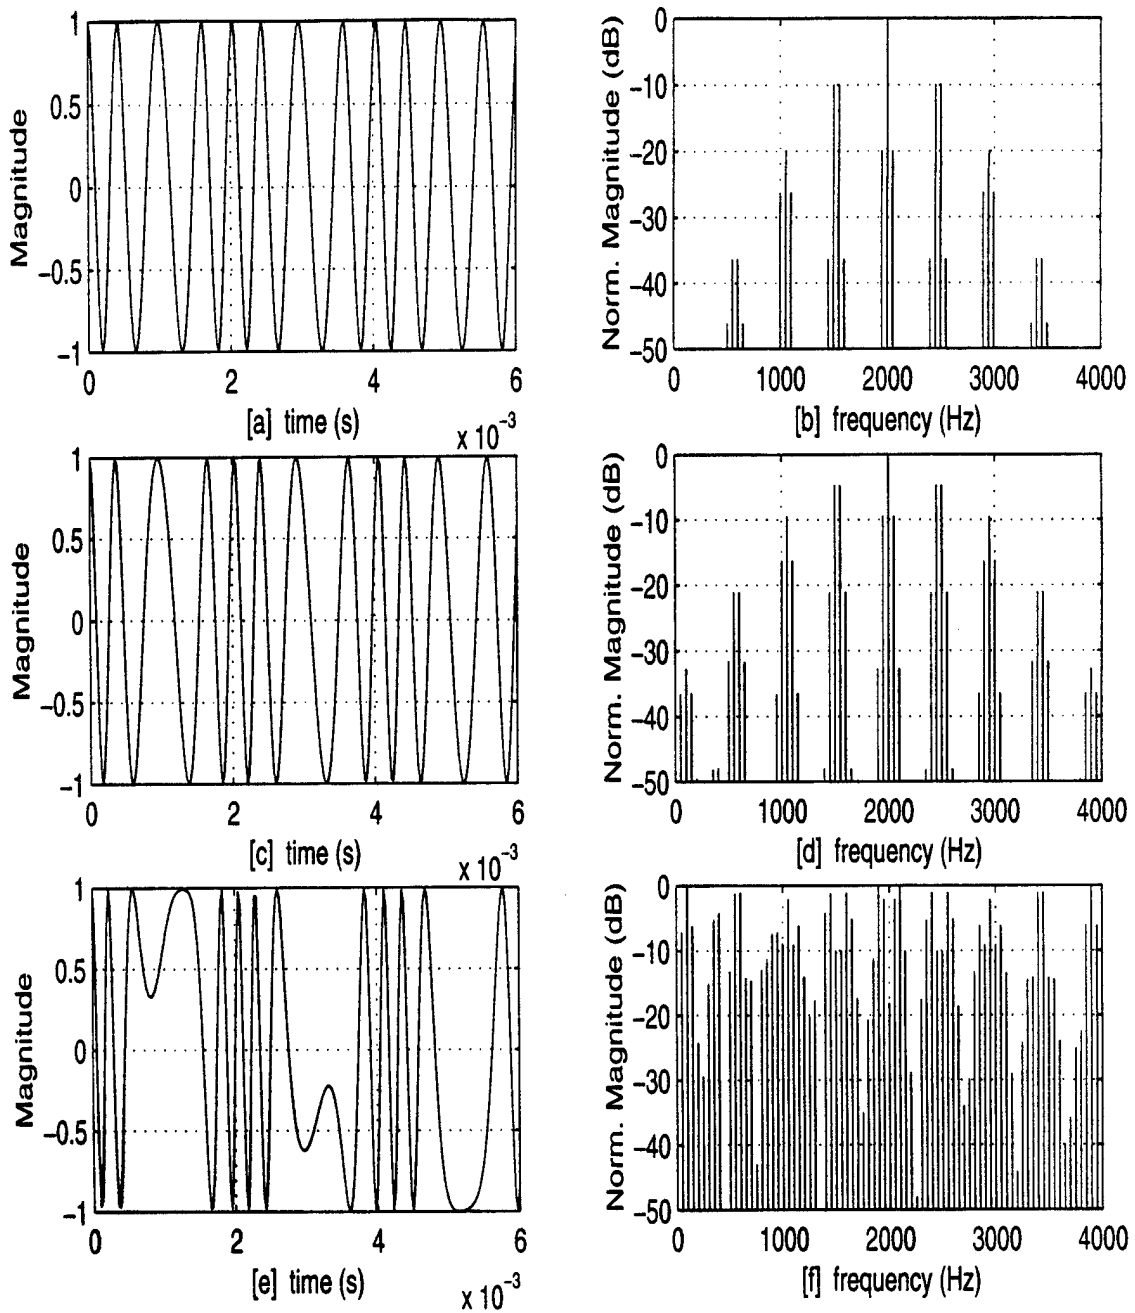 1
0.5
0
−0.5
−1
Magnitude
0 2 4 6
[a] time (s)
x 10⁻³
0
−10
−20
−30
−40
−50
Norm. Magnitude (dB)
0 1000 2000 3000 4000
[b] frequency (Hz)
1
0.5
0
−0.5
−1
Magnitude
0 2 4 6
[c] time (s)
x 10⁻³
0
−10
−20
−30
−40
−50
Norm. Magnitude (dB)
0 1000 2000 3000 4000
[d] frequency (Hz)
1
0.5
0
−0.5
−1
Magnitude
0 2 4 6
[e] time (s)
x 10⁻³
0
−10
−20
−30
−40
−50
Norm. Magnitude (dB)
0 1000 2000 3000 4000
[f] frequency (Hz)